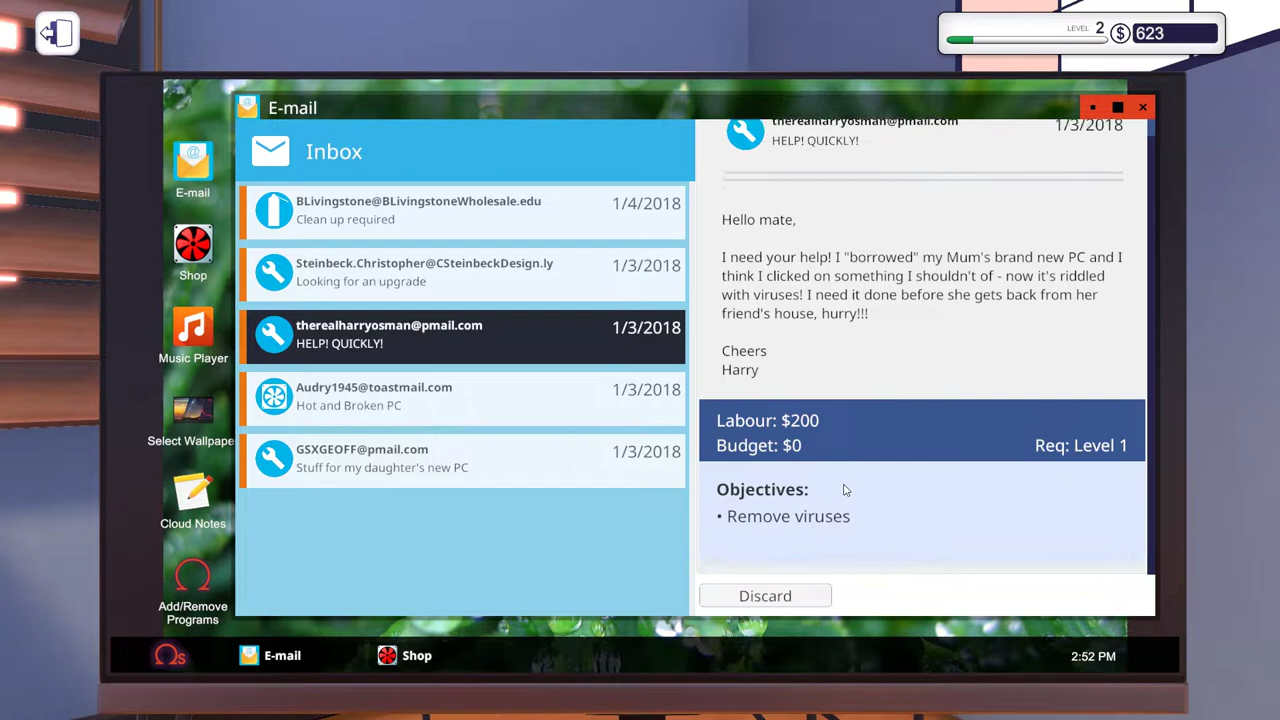 LEVEL 2
$ 623
E-mail
Inbox
BLivingstone@BLivingstoneWholesale.edu 1/4/2018
Clean up required
Steinbeck.Christopher@CSteinbeckDesign.ly 1/3/2018
Looking for an upgrade
therealharryosman@pmail.com 1/3/2018
HELP! QUICKLY!
Audry1945@toastmail.com 1/3/2018
Hot and Broken PC
GSXGEOFF@pmail.com 1/3/2018
Stuff for my daughter's new PC
therealharryosman@pmail.com 1/3/2018
HELP! QUICKLY!
Hello mate,
I need your help! I "borrowed" my Mum's brand new PC and I
think I clicked on something I shouldn't of - now it's riddled
with viruses! I need it done before she gets back from her
friend's house, hurry!!!
Cheers
Harry
Labour: $200
Budget: $0 Req: Level 1
Objectives:
• Remove viruses
Discard
E-mail
Shop
Music Player
Select Wallpape
Cloud Notes
Add/Remove
Programs
Ωs E-mail Shop 2:52 PM